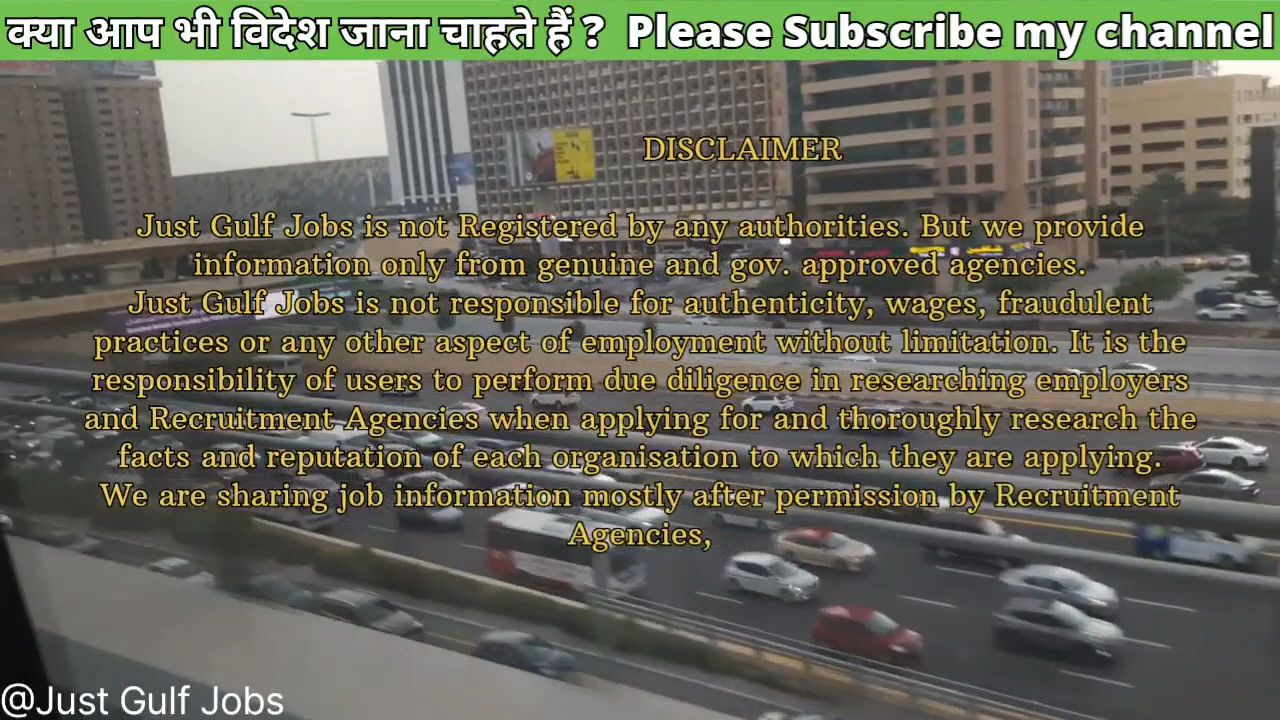 क्या आप भी विदेश जाना चाहते हैं ? Please Subscribe my channel
DISCLAIMER
Just Gulf Jobs is not Registered by any authorities. But we provide
information only from genuine and gov. approved agencies.
Just Gulf Jobs is not responsible for authenticity, wages, fraudulent
practices or any other aspect of employment without limitation. It is the
responsibility of users to perform due diligence in researching employers
and Recruitment Agencies when applying for and thoroughly research the
facts and reputation of each organisation to which they are applying.
We are sharing job information mostly after permission by Recruitment
Agencies,
@Just Gulf Jobs